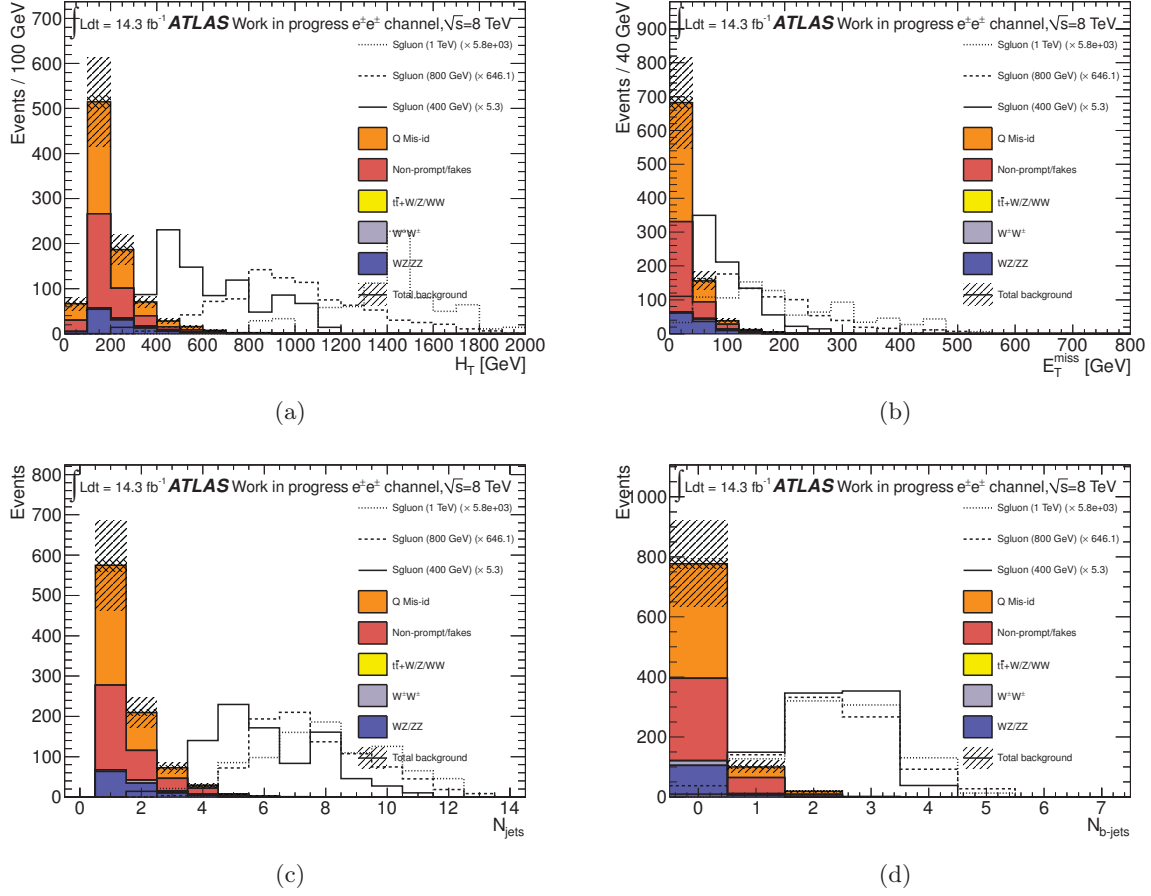 ∫ Ldt = 14.3 fb⁻¹ ATLAS Work in progress e±e± channel,√s=8 TeV
Sgluon (1 TeV) (× 5.8e+03)
Sgluon (800 GeV) (× 646.1)
Sgluon (400 GeV) (× 5.3)
Q Mis-id
Non-prompt/fakes
tt̄+W/Z/WW
W±W±
WZ/ZZ
Total background
Events / 100 GeV
700
600
500
400
300
200
100
0
0 200 400 600 800 1000 1200 1400 1600 1800 2000
H_T [GeV]
(a)
∫ Ldt = 14.3 fb⁻¹ ATLAS Work in progress e±e± channel,√s=8 TeV
Sgluon (1 TeV) (× 5.8e+03)
Sgluon (800 GeV) (× 646.1)
Sgluon (400 GeV) (× 5.3)
Q Mis-id
Non-prompt/fakes
tt̄+W/Z/WW
W±W±
WZ/ZZ
Total background
Events / 40 GeV
900
800
700
600
500
400
300
200
100
0
0 100 200 300 400 500 600 700 800
E_T^miss [GeV]
(b)
∫ Ldt = 14.3 fb⁻¹ ATLAS Work in progress e±e± channel,√s=8 TeV
Sgluon (1 TeV) (× 5.8e+03)
Sgluon (800 GeV) (× 646.1)
Sgluon (400 GeV) (× 5.3)
Q Mis-id
Non-prompt/fakes
tt̄+W/Z/WW
W±W±
WZ/ZZ
Total background
Events
800
700
600
500
400
300
200
100
0
0 2 4 6 8 10 12 14
N_jets
(c)
∫ Ldt = 14.3 fb⁻¹ ATLAS Work in progress e±e± channel,√s=8 TeV
Sgluon (1 TeV) (× 5.8e+03)
Sgluon (800 GeV) (× 646.1)
Sgluon (400 GeV) (× 5.3)
Q Mis-id
Non-prompt/fakes
tt̄+W/Z/WW
W±W±
WZ/ZZ
Total background
Events
1000
800
600
400
200
0
0 1 2 3 4 5 6 7
N_b-jets
(d)